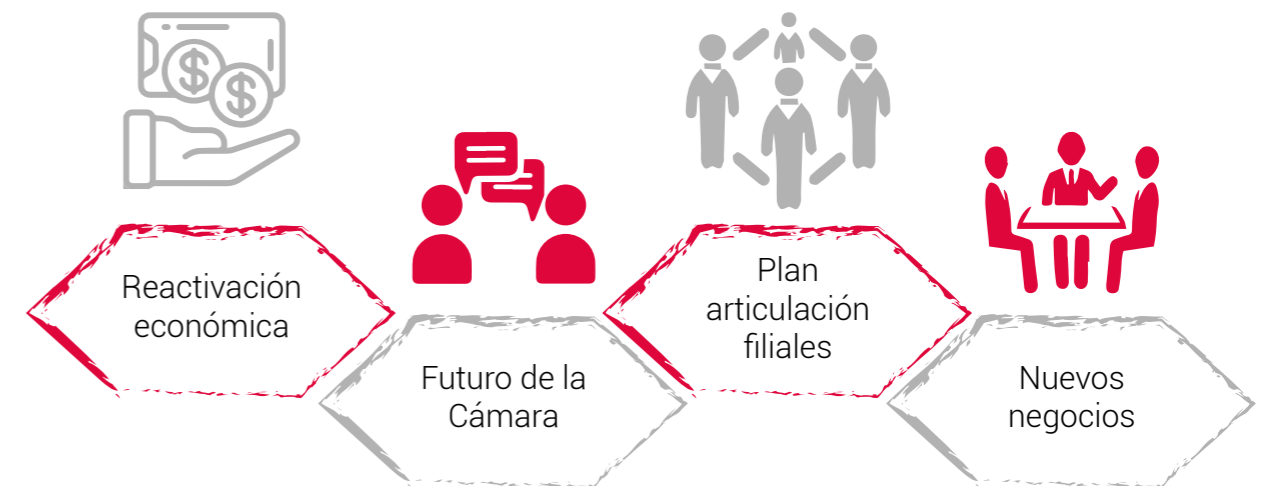 Reactivación
económica
Futuro de la
Cámara
Plan
articulación
filiales
Nuevos
negocios